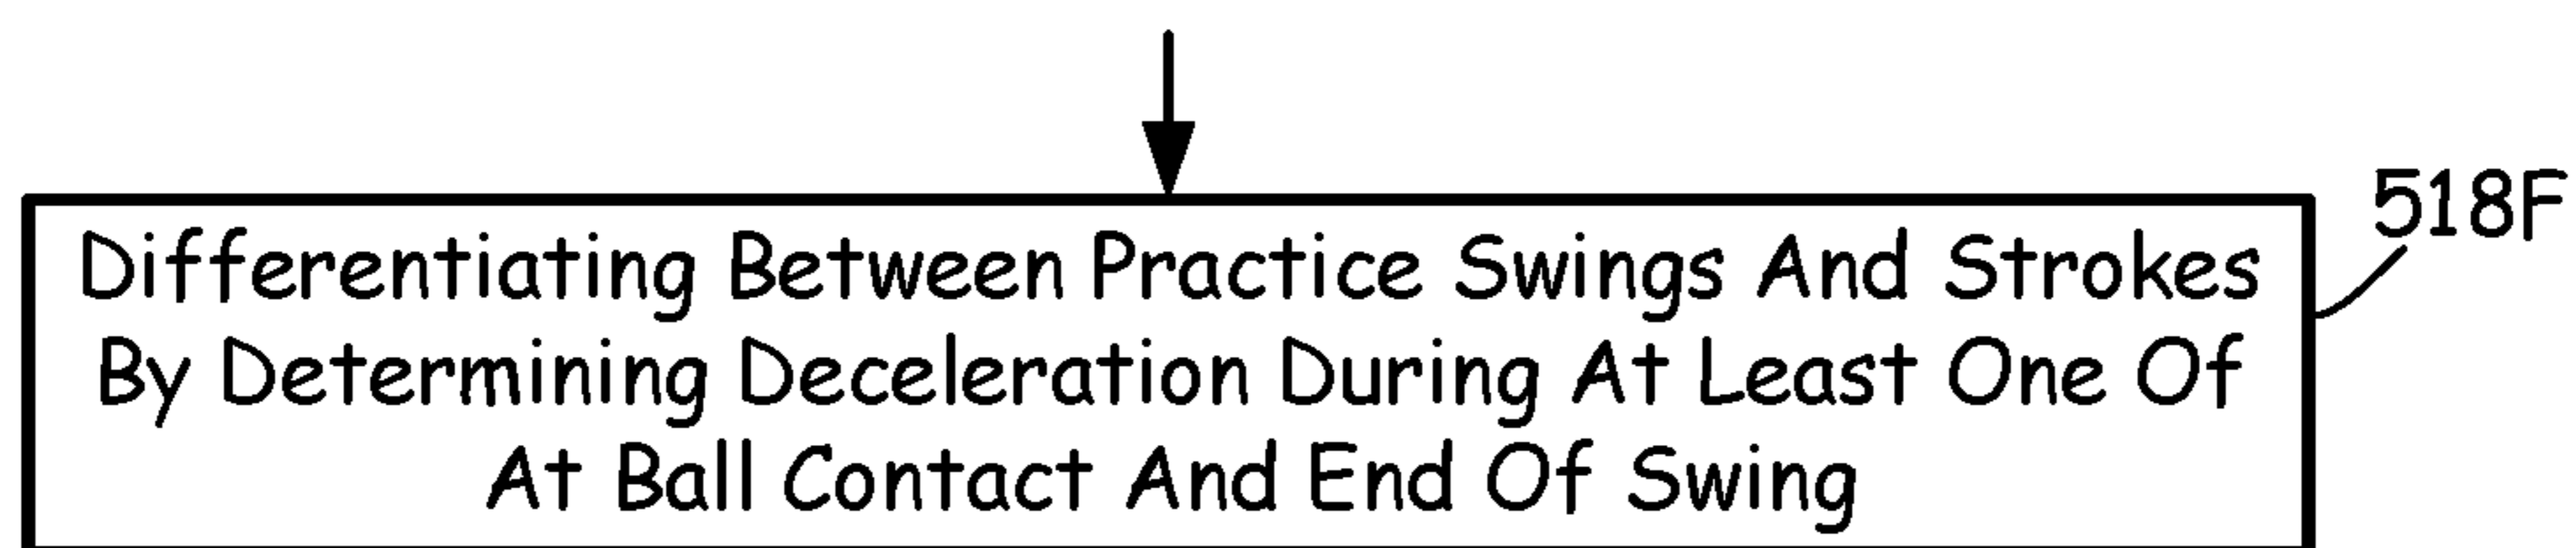 518F
Differentiating Between Practice Swings And Strokes
By Determining Deceleration During At Least One Of
At Ball Contact And End Of Swing